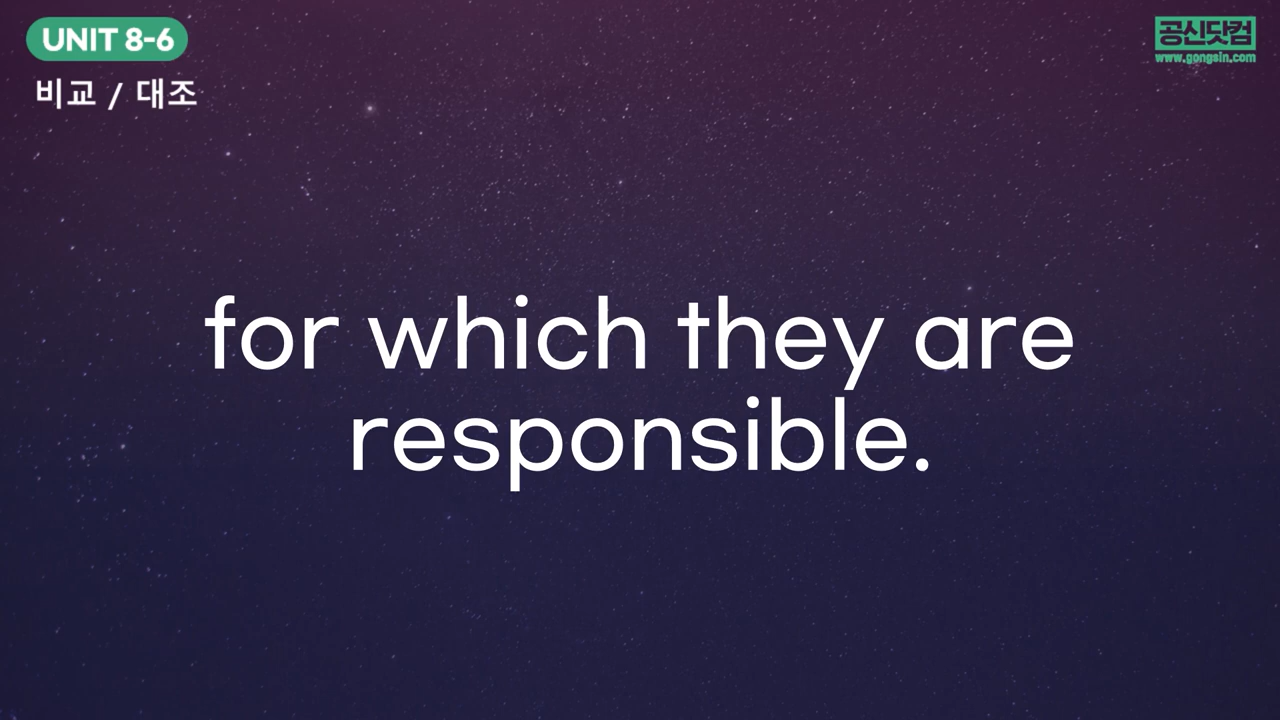 UNIT 8-6
공신닷컴
www.gongsin.com
비교 / 대조
for which they are
responsible.